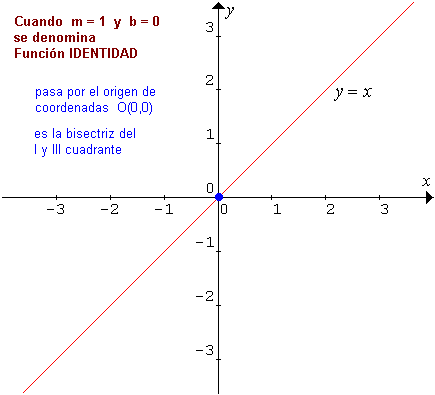 Cuando m = 1 y b = 0
se denomina
Función IDENTIDAD
pasa por el origen de
coordenadas O(0,0)
es la bisectriz del
I y III cuadrante
y
3
2
y = x
1
x
0
-3 -2 -1 0 1 2 3
-1
-2
-3